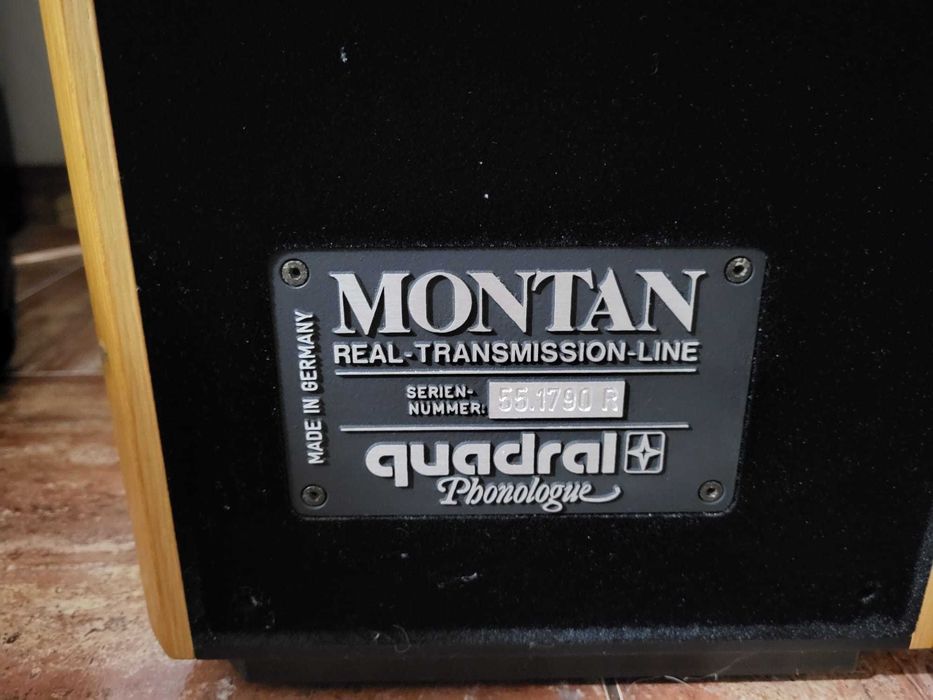 MONTAN
REAL-TRANSMISSION-LINE
MADE IN GERMANY
SERIEN-
NUMMER: 55.1790 R
quadral
Phonologue